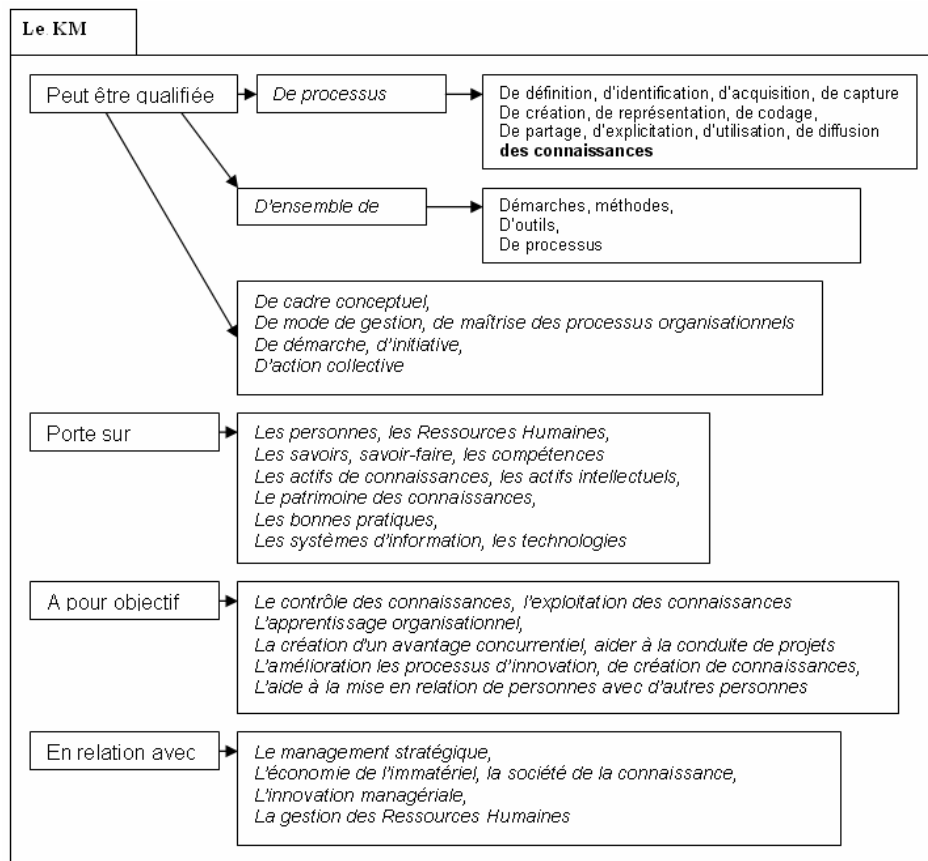 Le KM
Peut être qualifiée
De processus
De définition, d'identification, d'acquisition, de capture
De création, de représentation, de codage,
De partage, d'explicitation, d'utilisation, de diffusion
des connaissances
D'ensemble de
Démarches, méthodes,
D'outils,
De processus
De cadre conceptuel,
De mode de gestion, de maîtrise des processus organisationnels
De démarche, d'initiative,
D'action collective
Porte sur
Les personnes, les Ressources Humaines,
Les savoirs, savoir-faire, les compétences
Les actifs de connaissances, les actifs intellectuels,
Le patrimoine des connaissances,
Les bonnes pratiques,
Les systèmes d'information, les technologies
A pour objectif
Le contrôle des connaissances, l'exploitation des connaissances
L'apprentissage organisationnel,
La création d'un avantage concurrentiel, aider à la conduite de projets
L'amélioration les processus d'innovation, de création de connaissances,
L'aide à la mise en relation de personnes avec d'autres personnes
En relation avec
Le management stratégique,
L'économie de l'immatériel, la société de la connaissance,
L'innovation managériale,
La gestion des Ressources Humaines